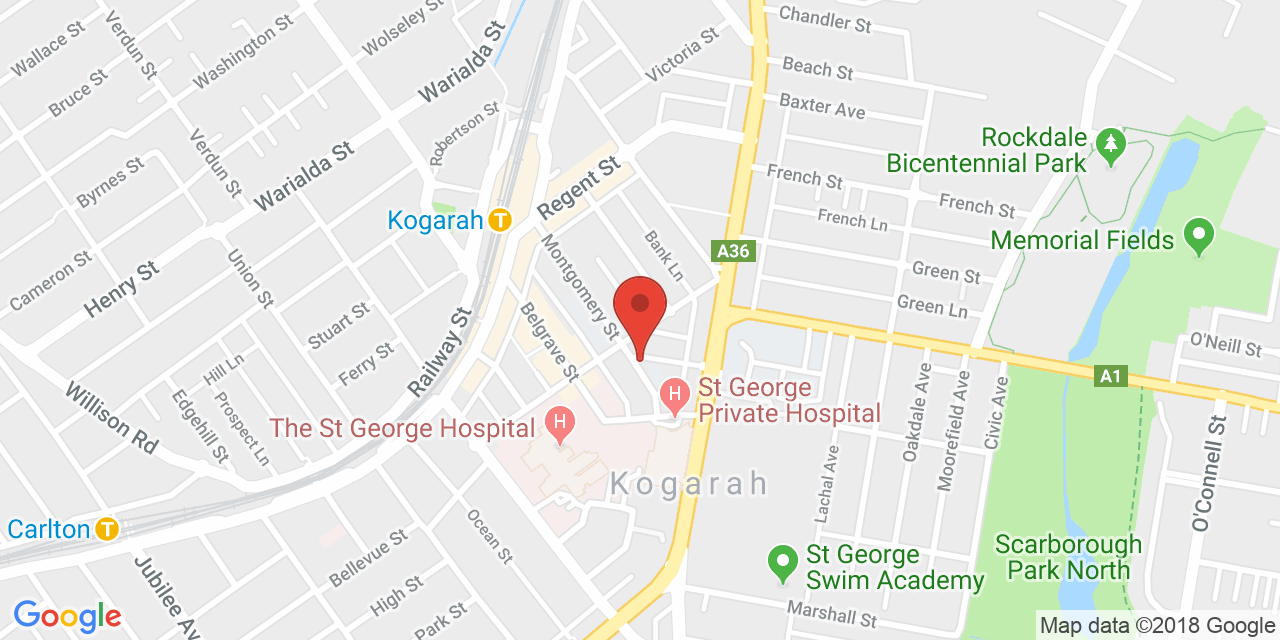 Wallace St
Verdun St
Washington St
Wolseley St
Warialda St
Victoria St
Chandler St
Bruce St
Beach St
Baxter Ave
Robertson St
Verdun St
Rockdale
Bicentennial Park
Byrnes St
Warialda St
Regent St
French St
French St
Kogarah
T
French Ln
Memorial Fields
Bank Ln
A36
Cameron St
Henry St
Union St
Montgomery St
Green St
Green Ln
Stuart St
Belgrave St
Railway St
O'Neill St
Hill Ln
Ferry St
A1
Willison Rd
Edgehill St
Prospect Ln
H
St George
Private Hospital
The St George Hospital
H
Oakdale Ave
Moorefield Ave
Civic Ave
O'Connell St
Kogarah
Lachal Ave
Carlton
T
Ocean St
Bellevue St
Scarborough
Park North
St George
Swim Academy
Jubilee Av
High St
Park St
Marshall St
Google
Map data ©2018 Google